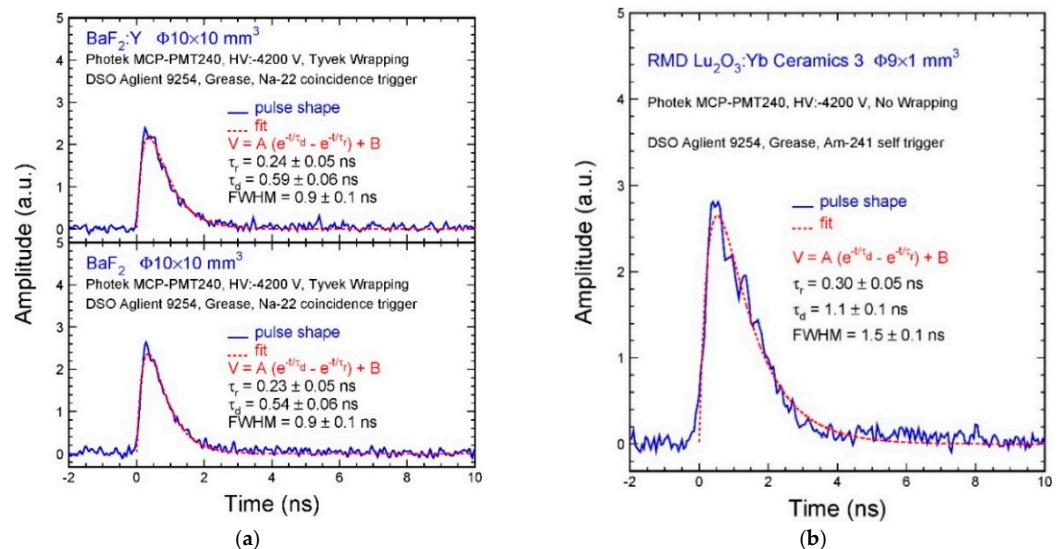 (a)
BaF₂:Y Φ10×10 mm³
Photek MCP-PMT240, HV:-4200 V, Tyvek Wrapping
DSO Aglient 9254, Grease, Na-22 coincidence trigger
pulse shape
fit
V = A (e^-t/τd - e^-t/τr) + B
τr = 0.24 ± 0.05 ns
τd = 0.59 ± 0.06 ns
FWHM = 0.9 ± 0.1 ns
5
4
3
2
1
0
BaF₂ Φ10×10 mm³
Photek MCP-PMT240, HV:-4200 V, Tyvek Wrapping
DSO Aglient 9254, Grease, Na-22 coincidence trigger
pulse shape
fit
V = A (e^-t/τd - e^-t/τr) + B
τr = 0.23 ± 0.05 ns
τd = 0.54 ± 0.06 ns
FWHM = 0.9 ± 0.1 ns
5
4
3
2
1
0
Amplitude (a.u.)
-2 0 2 4 6 8 10
Time (ns)
(a)
(b)
RMD Lu₂O₃:Yb Ceramics 3 Φ9×1 mm³
Photek MCP-PMT240, HV:-4200 V, No Wrapping
DSO Aglient 9254, Grease, Am-241 self trigger
pulse shape
fit
V = A (e^-t/τd - e^-t/τr) + B
τr = 0.30 ± 0.05 ns
τd = 1.1 ± 0.1 ns
FWHM = 1.5 ± 0.1 ns
5
4
3
2
1
0
Amplitude (a.u.)
-2 0 2 4 6 8 10
Time (ns)
(b)